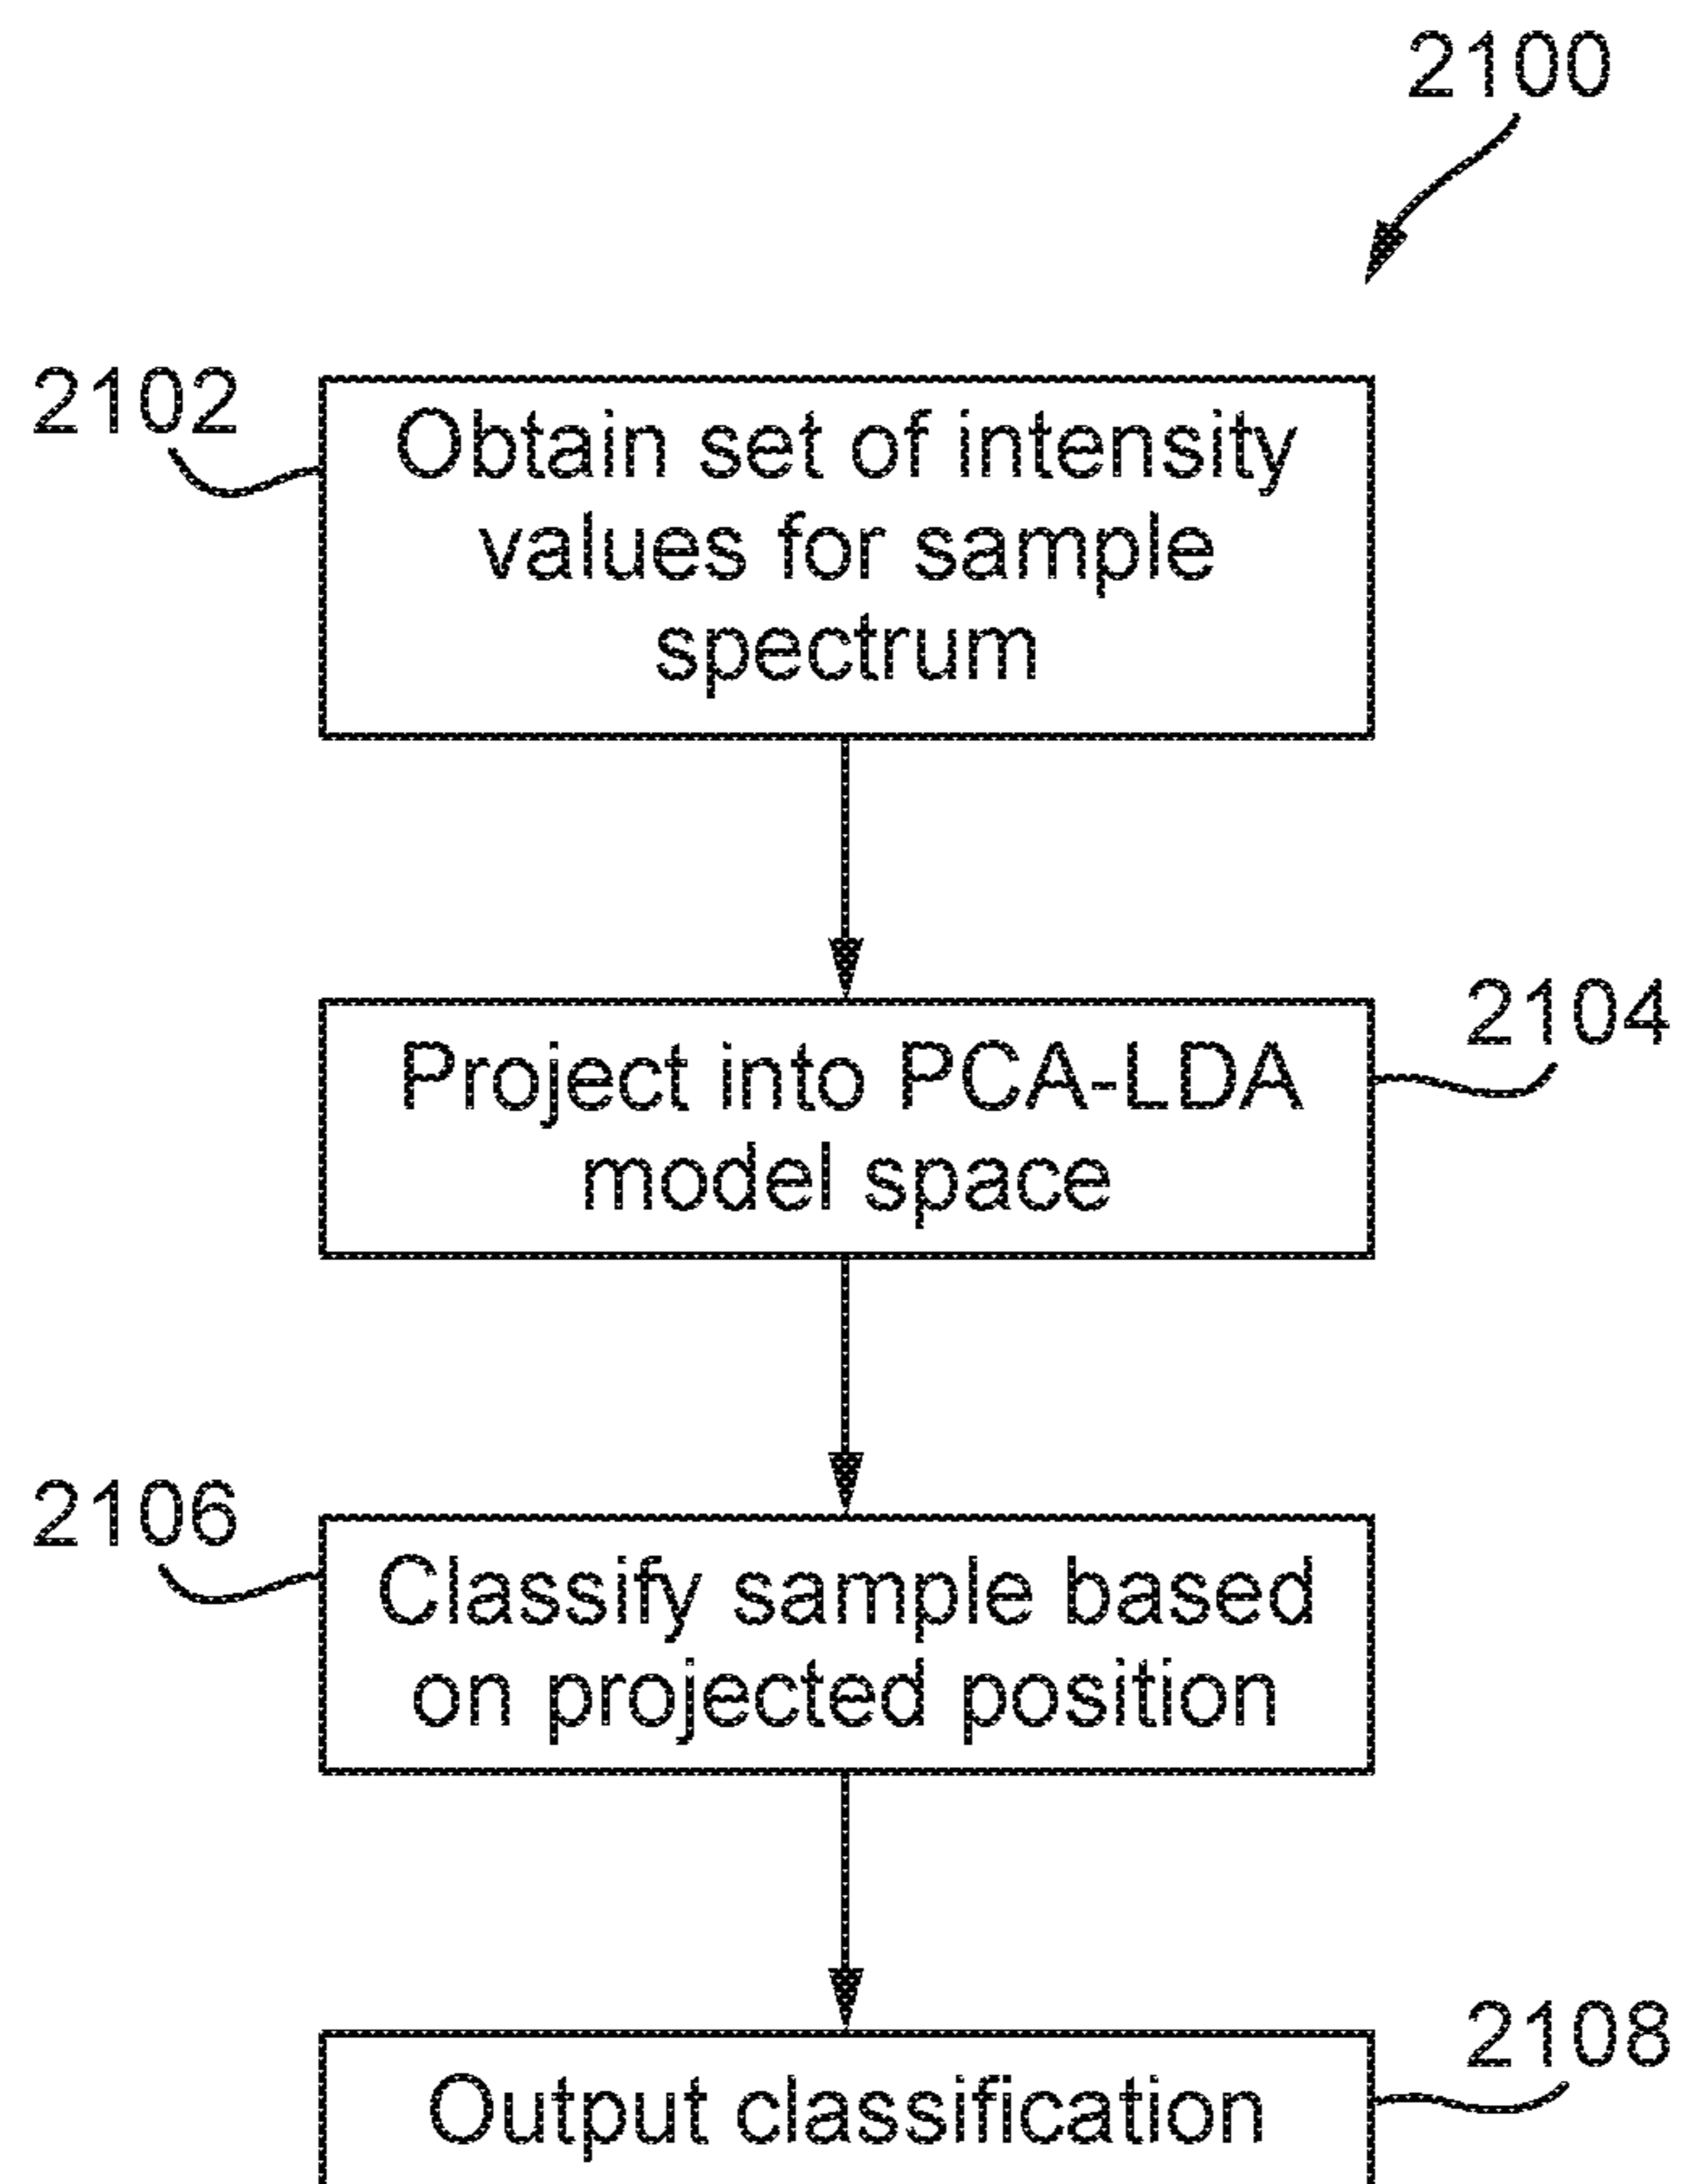 2100
2102
Obtain set of intensity
values for sample
spectrum
2104
Project into PCA-LDA
model space
2106
Classify sample based
on projected position
2108
Output classification